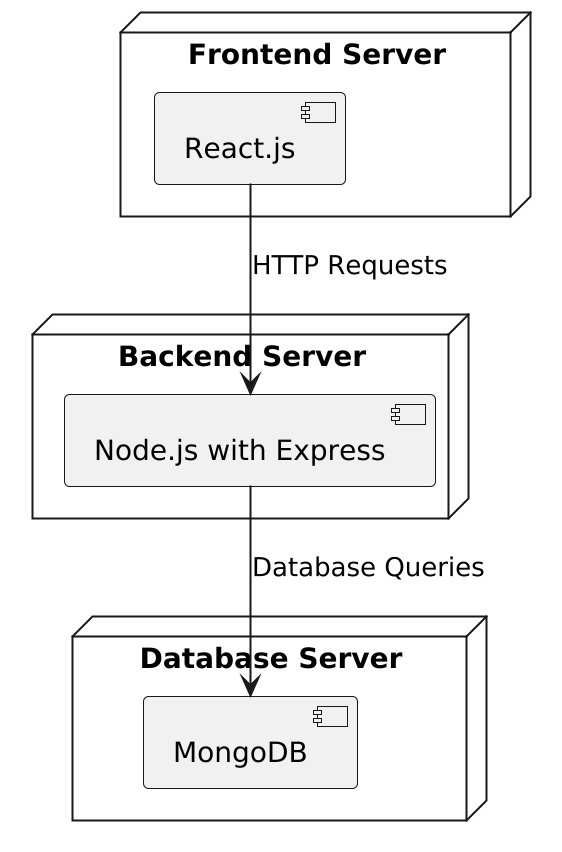 Frontend Server
React.js
HTTP Requests
Backend Server
Node.js with Express
Database Queries
Database Server
MongoDB